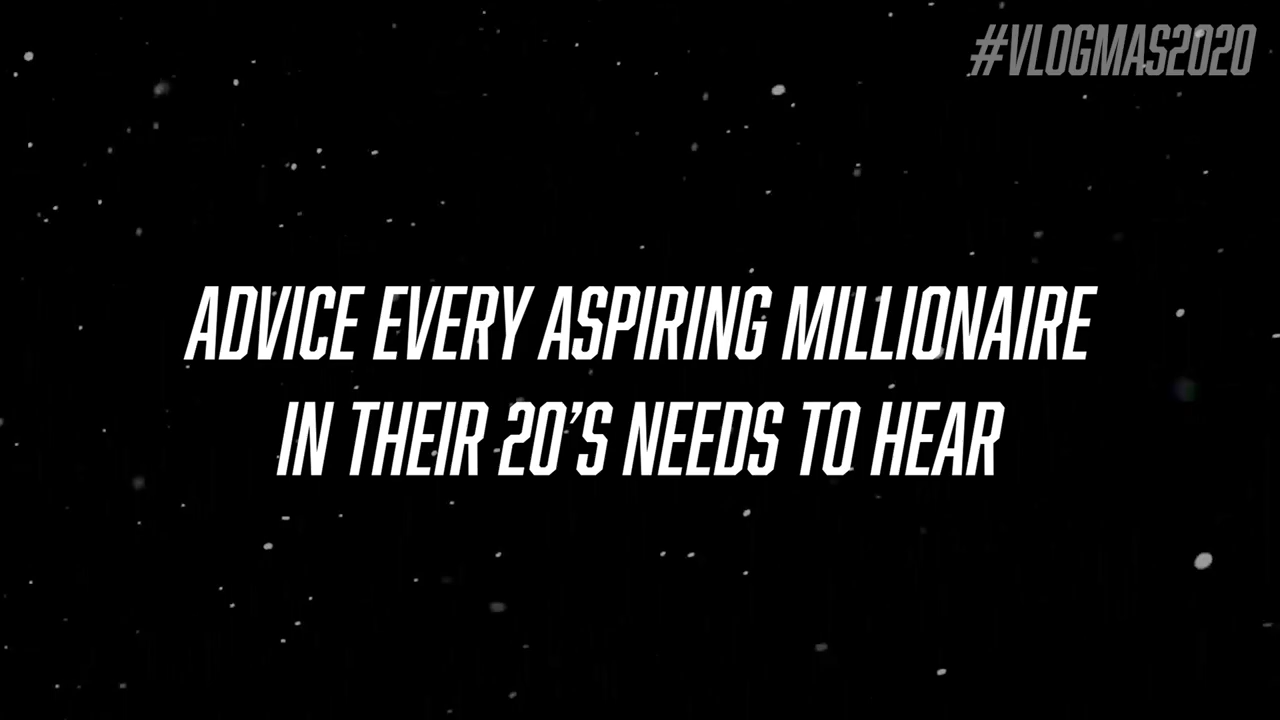 #VLOGMAS2020
ADVICE EVERY ASPIRING MILLIONAIRE
IN THEIR 20'S NEEDS TO HEAR